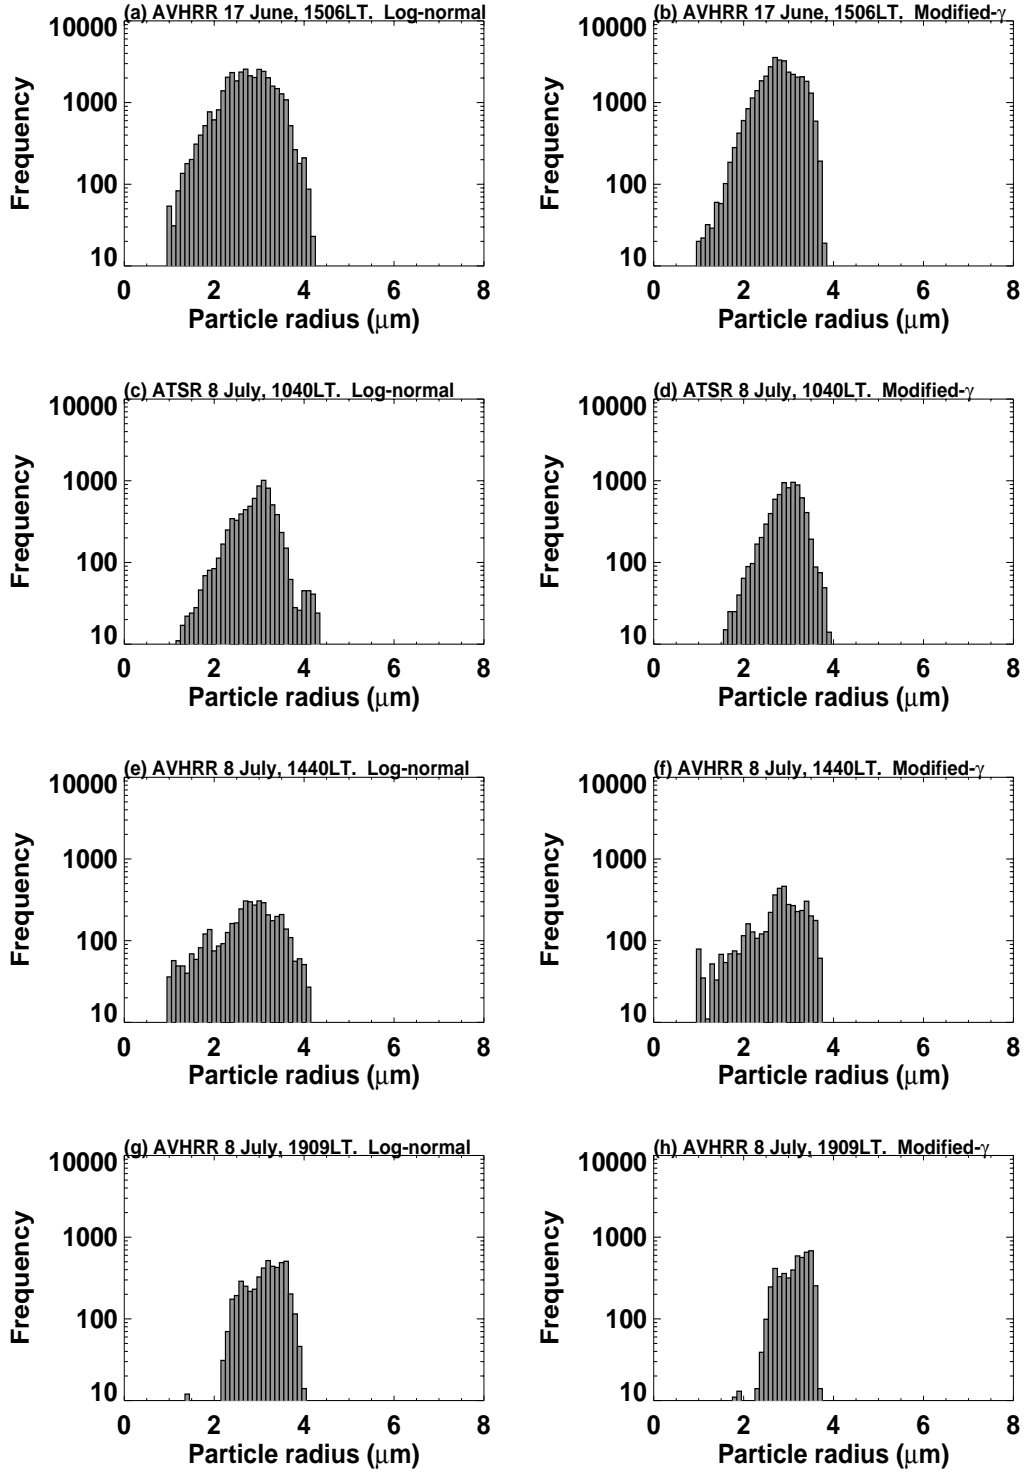 (a) AVHRR 17 June, 1506LT. Log-normal
10000
1000
100
10
Frequency
0 2 4 6 8
Particle radius (μm)
(b) AVHRR 17 June, 1506LT. Modified-γ
10000
1000
100
10
Frequency
0 2 4 6 8
Particle radius (μm)
(c) ATSR 8 July, 1040LT. Log-normal
10000
1000
100
10
Frequency
0 2 4 6 8
Particle radius (μm)
(d) ATSR 8 July, 1040LT. Modified-γ
10000
1000
100
10
Frequency
0 2 4 6 8
Particle radius (μm)
(e) AVHRR 8 July, 1440LT. Log-normal
10000
1000
100
10
Frequency
0 2 4 6 8
Particle radius (μm)
(f) AVHRR 8 July, 1440LT. Modified-γ
10000
1000
100
10
Frequency
0 2 4 6 8
Particle radius (μm)
(g) AVHRR 8 July, 1909LT. Log-normal
10000
1000
100
10
Frequency
0 2 4 6 8
Particle radius (μm)
(h) AVHRR 8 July, 1909LT. Modified-γ
10000
1000
100
10
Frequency
0 2 4 6 8
Particle radius (μm)